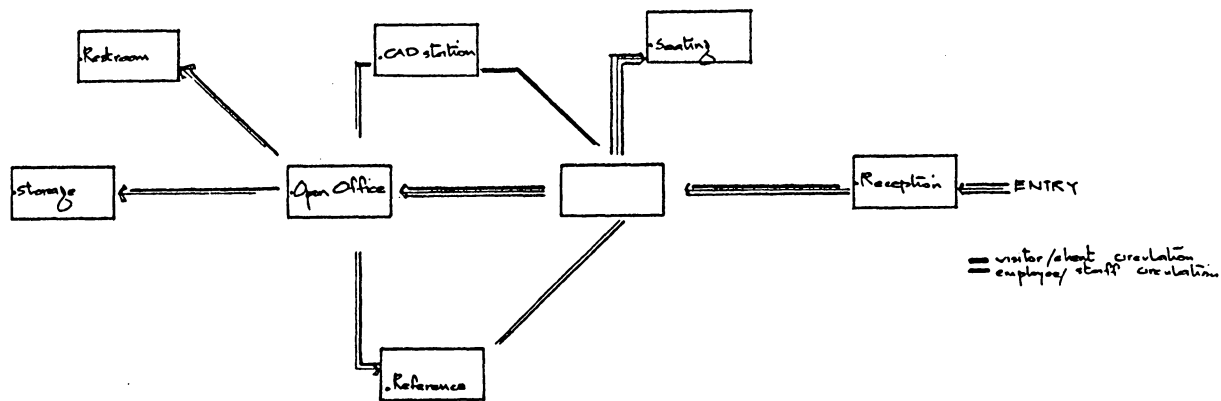 .Restroom
.CAD station
.Seating
.Storage
.Open Office
.Reception
ENTRY
visitor/client circulation
employee/ staff circulation
.Reference